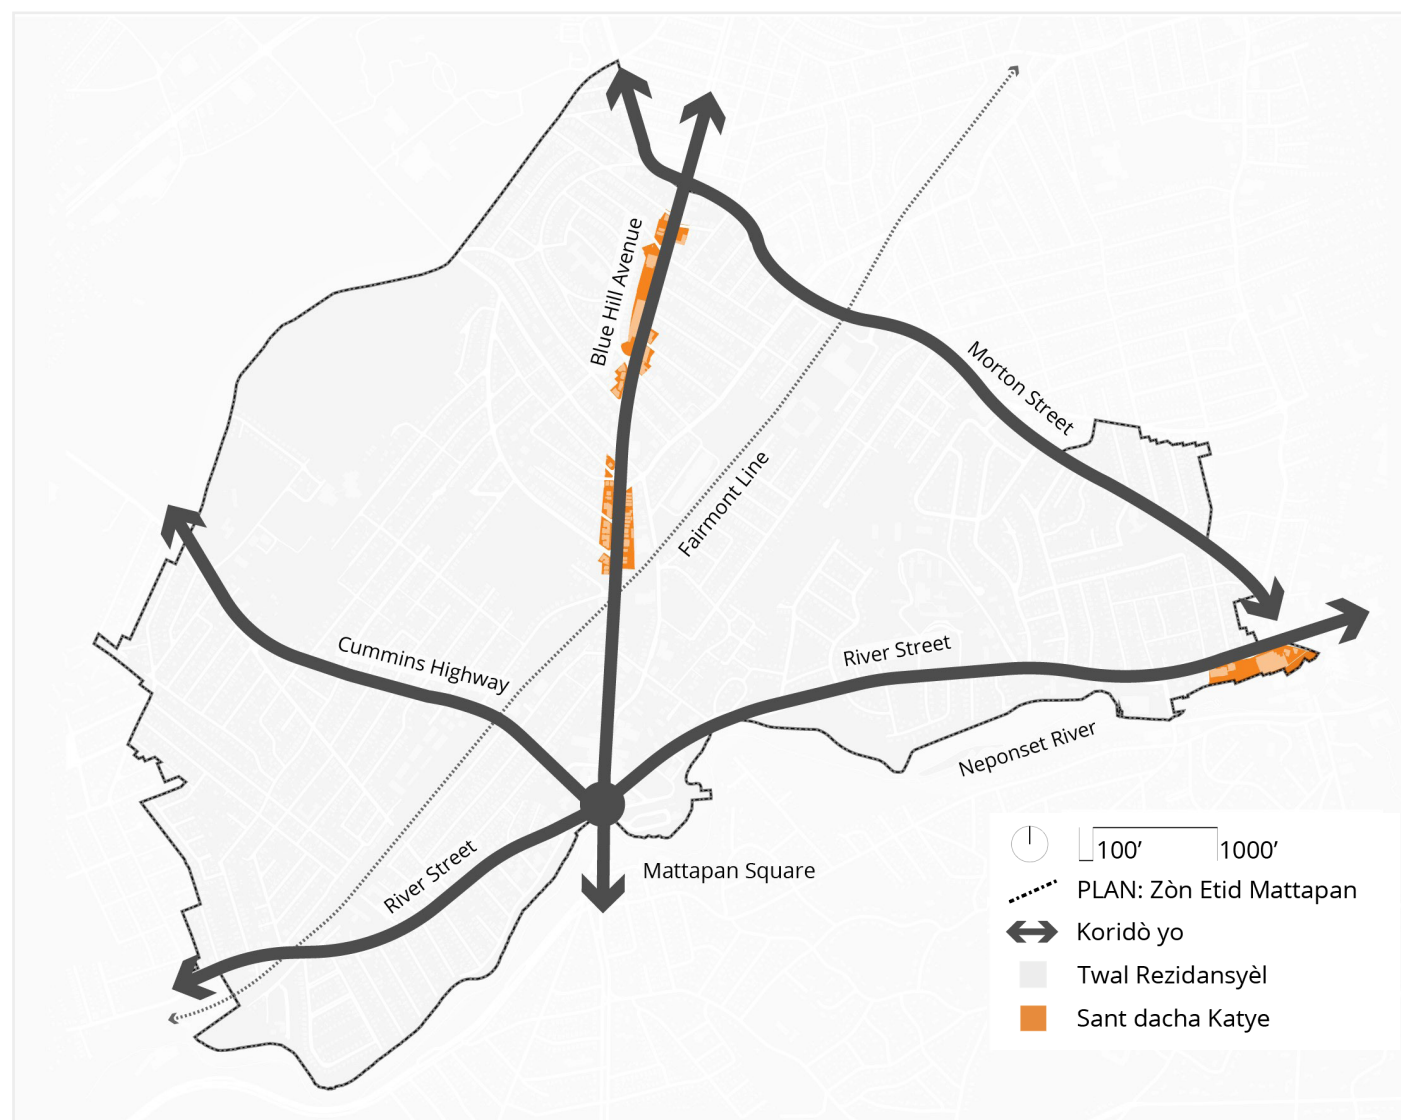 Blue Hill Avenue
Morton Street
Fairmont Line
Cummins Highway
River Street
Neponset River
River Street
Mattapan Square
100’
1000’
PLAN: Zòn Etid Mattapan
Koridò yo
Twal Rezidansyèl
Sant dacha Katye